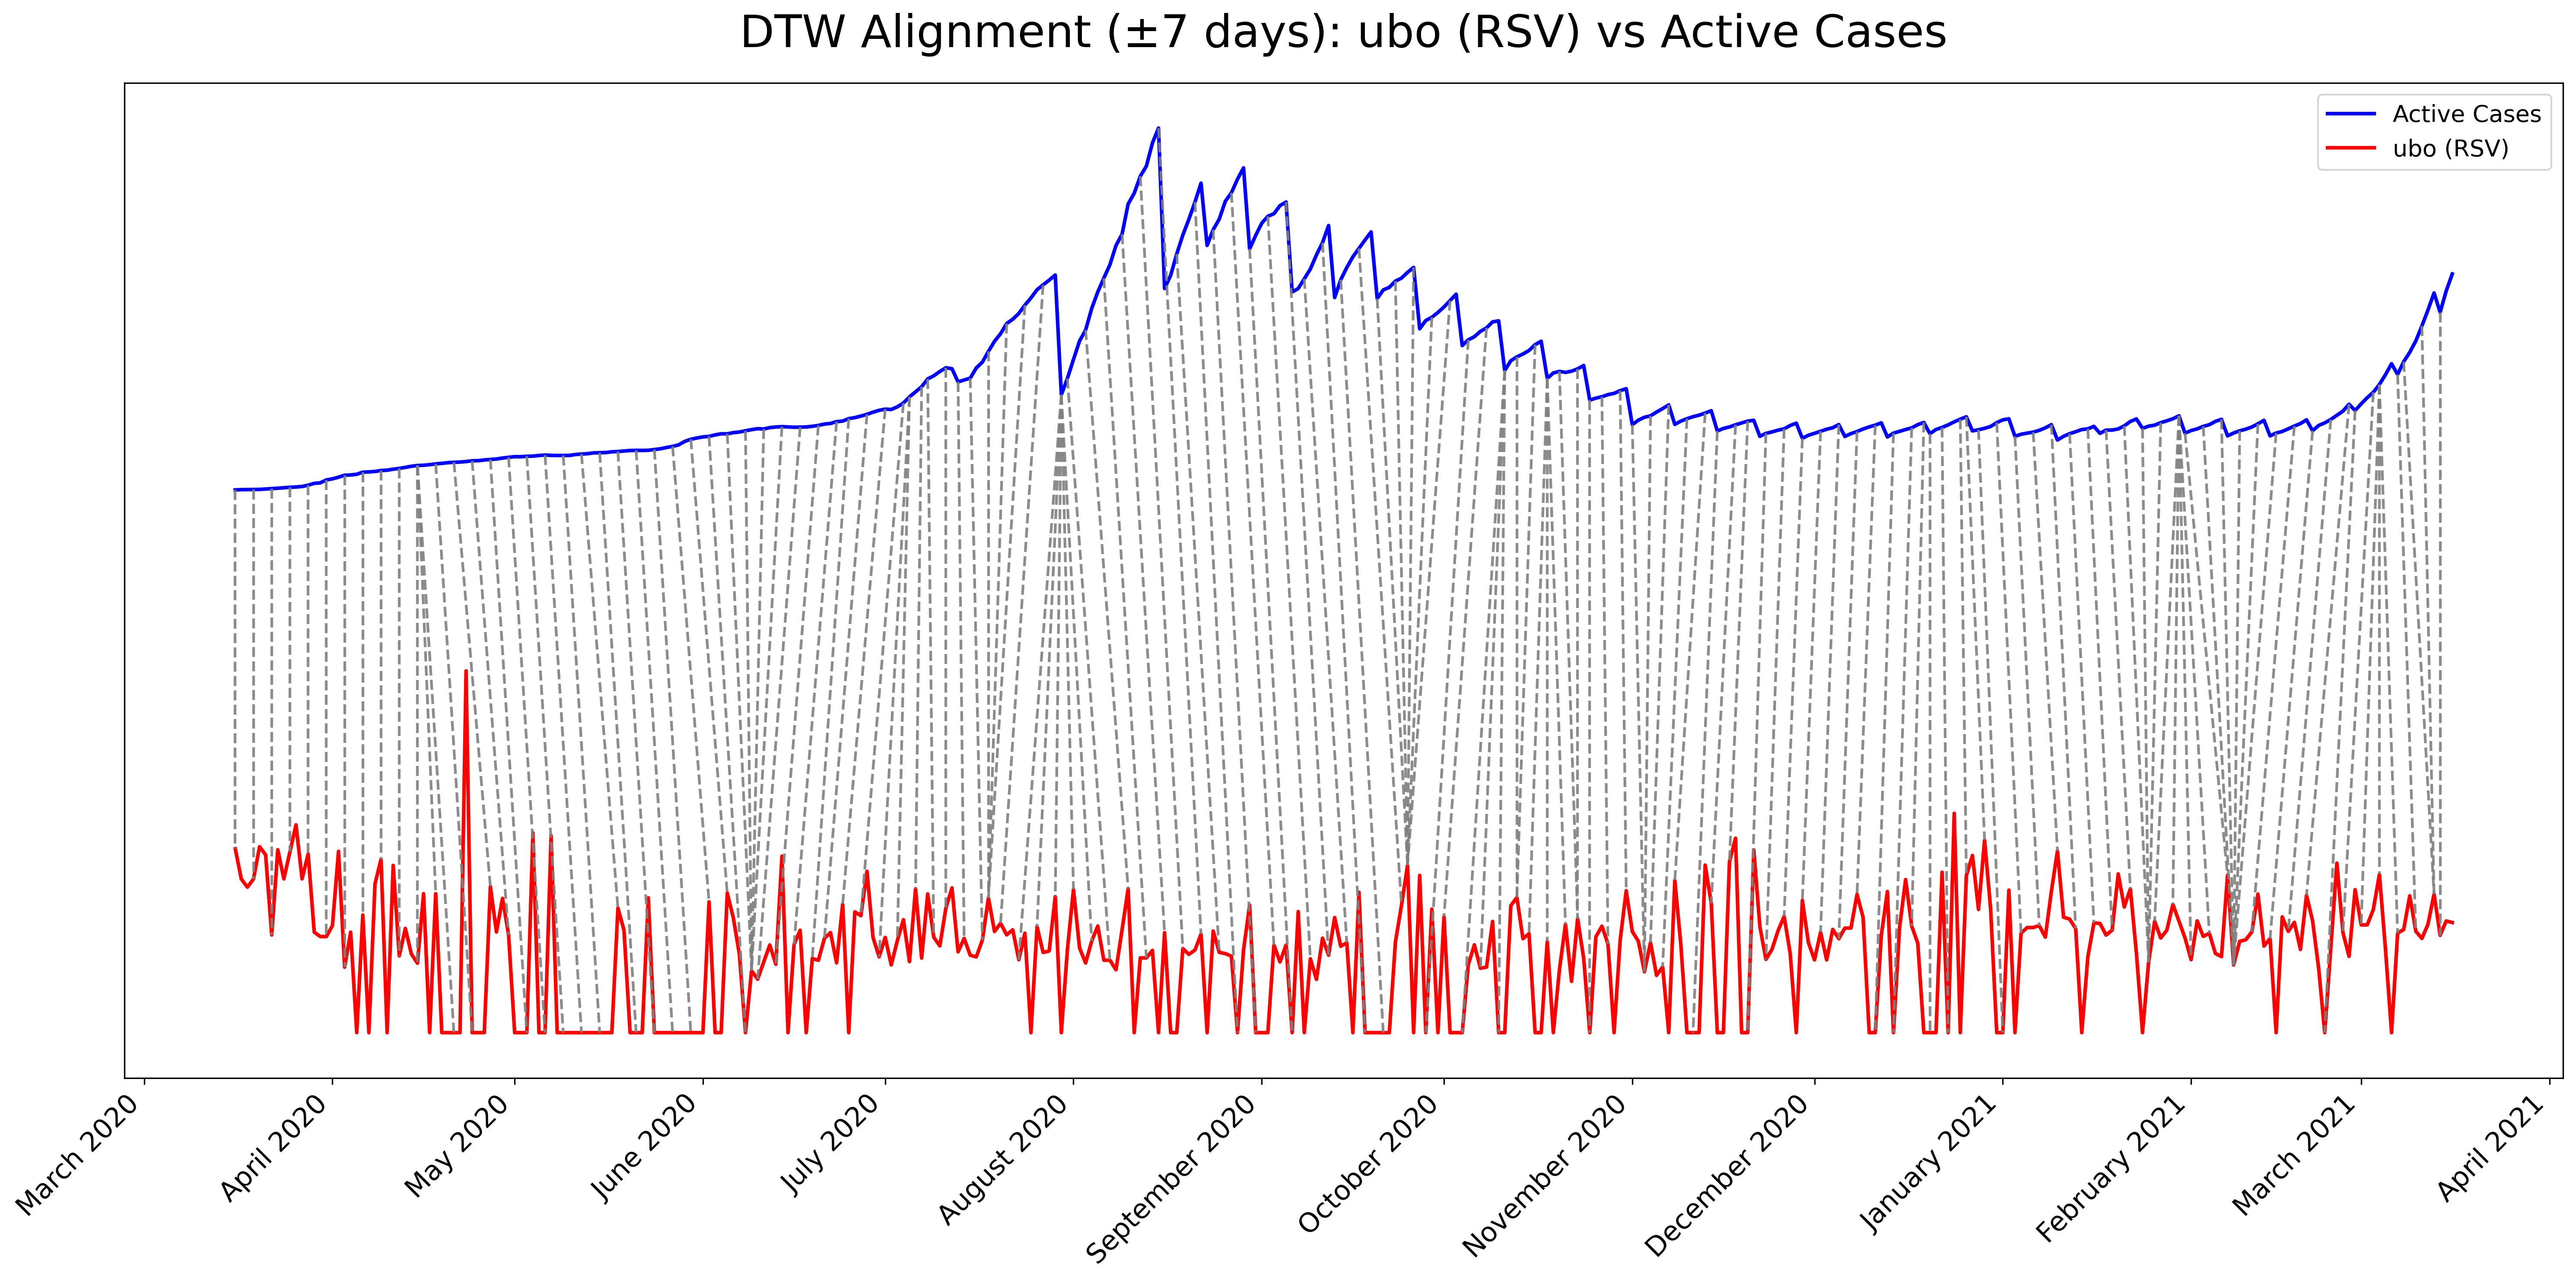 DTW Alignment (±7 days): ubo (RSV) vs Active Cases
Active Cases
ubo (RSV)
March 2020
April 2020
May 2020
June 2020
July 2020
August 2020
September 2020
October 2020
November 2020
December 2020
January 2021
February 2021
March 2021
April 2021